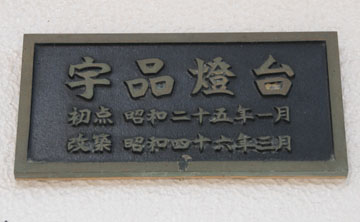 宇品燈台
初点 昭和二十五年一月
改築 昭和四十六年三月